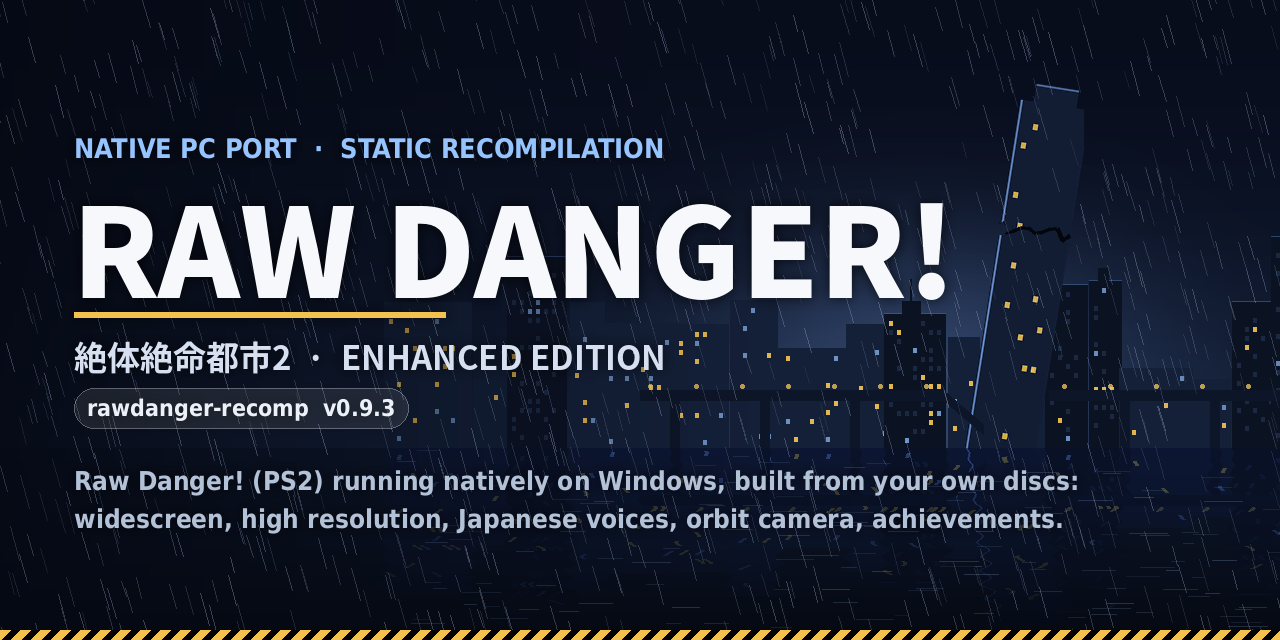 NATIVE PC PORT · STATIC RECOMPILATION
RAW DANGER!
絶体絶命都市2 · ENHANCED EDITION
rawdanger-recomp v0.9.3
Raw Danger! (PS2) running natively on Windows, built from your own discs:
widescreen, high resolution, Japanese voices, orbit camera, achievements.